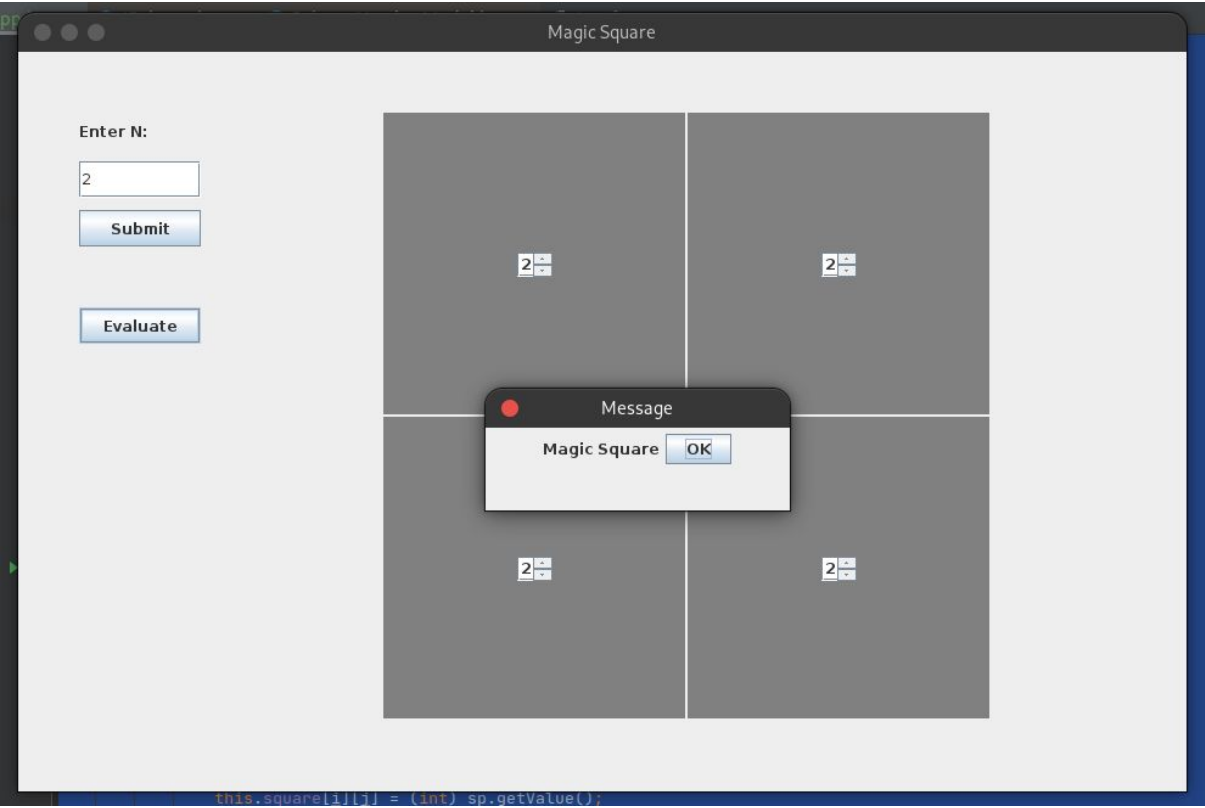 pp
Magic Square
Enter N:
2
Submit
Evaluate
2
2
Message
Magic Square
OK
2
2
this.square[i][j] = (int) sp.getValue();